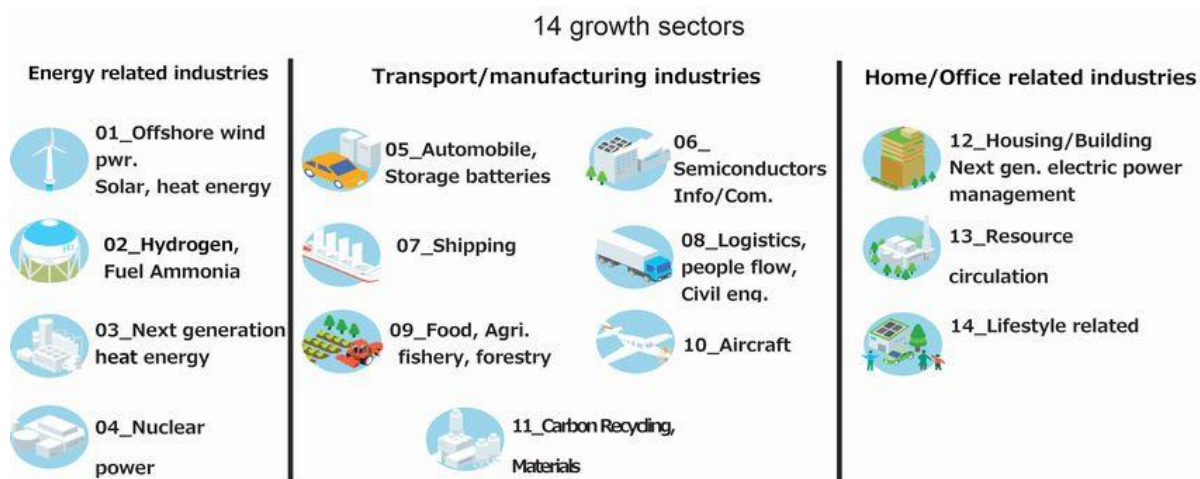 14 growth sectors
Energy related industries
01_Offshore wind
pwr.
Solar, heat energy
02_Hydrogen,
Fuel Ammonia
03_Next generation
heat energy
04_Nuclear
power
Transport/manufacturing industries
05_Automobile,
Storage batteries
06_
Semiconductors
Info/Com.
07_Shipping
08_Logistics,
people flow,
Civil eng.
09_Food, Agri.
fishery, forestry
10_Aircraft
11_Carbon Recycling,
Materials
Home/Office related industries
12_Housing/Building
Next gen. electric power
management
13_Resource
circulation
14_Lifestyle related